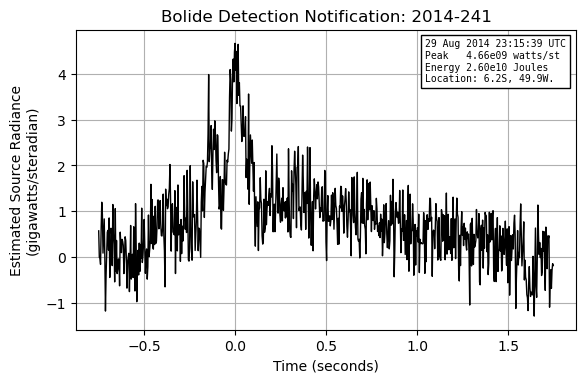 Bolide Detection Notification: 2014-241
29 Aug 2014 23:15:39 UTC
Peak   4.66e09 watts/st
Energy 2.60e10 Joules
Location: 6.2S, 49.9W.
Estimated Source Radiance
(gigawatts/steradian)
4
3
2
1
0
−1
−0.5
0.0
0.5
1.0
1.5
Time (seconds)